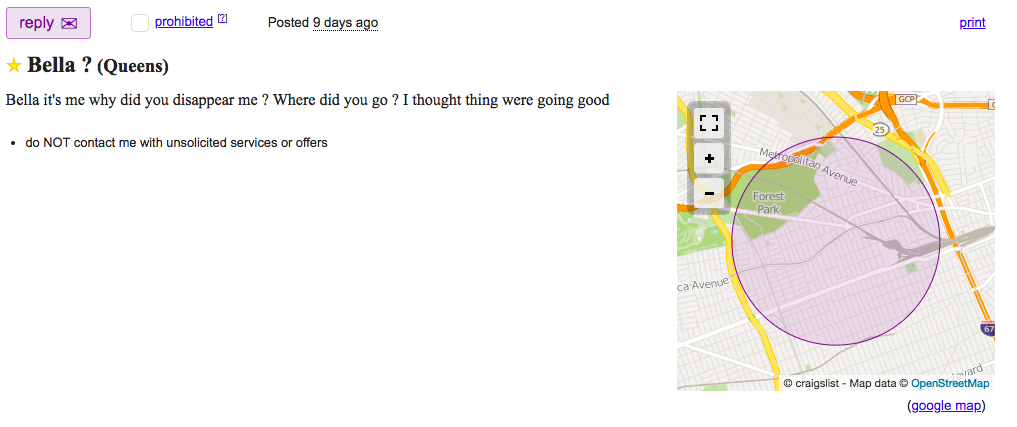 reply
prohibited [?]
Posted 9 days ago
print
Bella ? (Queens)
Bella it's me why did you disappear me ? Where did you go ? I thought thing were going good
do NOT contact me with unsolicited services or offers
GCP
25
+
Metropolitan Avenue
Forest
Park
−
ca Avenue
67
evard
© craigslist - Map data © OpenStreetMap
(google map)